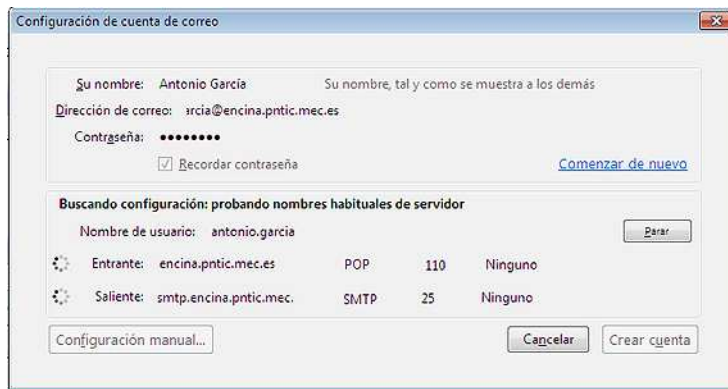 Configuración de cuenta de correo
Su nombre: Antonio García Su nombre, tal y como se muestra a los demás
Dirección de correo: ırcia@encina.pntic.mec.es
Contraseña: ••••••••
Recordar contraseña Comenzar de nuevo
Buscando configuración: probando nombres habituales de servidor
Nombre de usuario: antonio.garcia Parar
Entrante: encina.pntic.mec.es POP 110 Ninguno
Saliente: smtp.encina.pntic.mec. SMTP 25 Ninguno
Configuración manual... Cancelar Crear cuenta